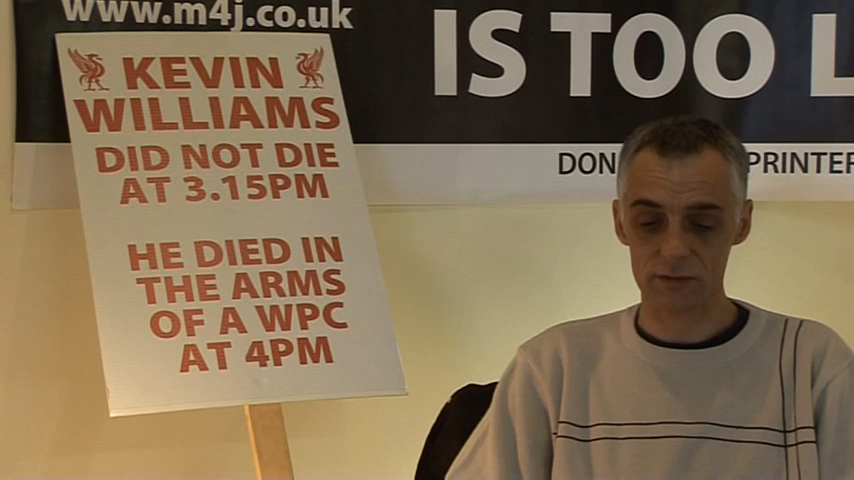 www.m4j.co.uk
IS TOO L
DON
PRINTER
KEVIN
WILLIAMS
DID NOT DIE
AT 3.15PM
HE DIED IN
THE ARMS
OF A WPC
AT 4PM